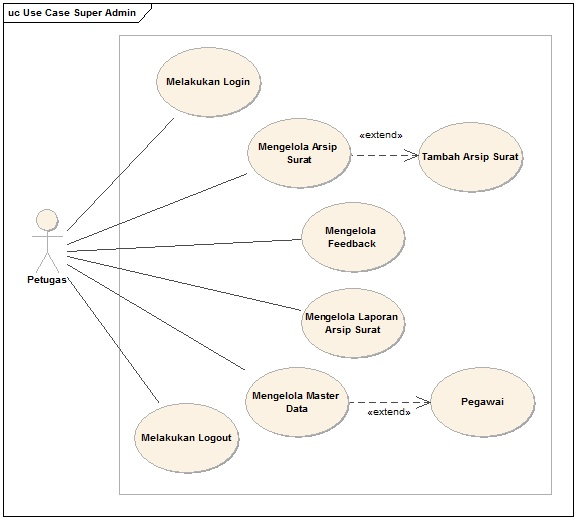 uc Use Case Super Admin
Melakukan Login
Mengelola Arsip
Surat
«extend»
Tambah Arsip Surat
Mengelola
Feedback
Petugas
Mengelola Laporan
Arsip Surat
Mengelola Master
Data
«extend»
Pegawai
Melakukan Logout